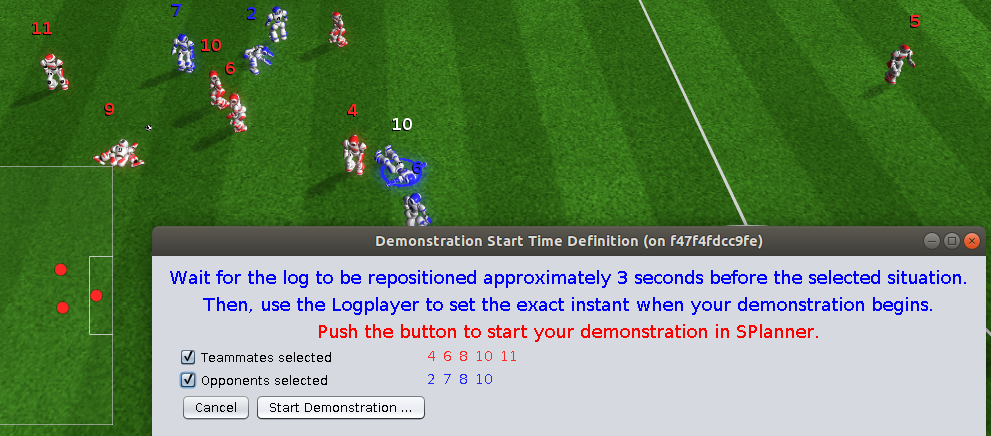 5
7
2
11
10
6
9
4
10
6
Demonstration Start Time Definition (on f47f4fdcc9fe)
Wait for the log to be repositioned approximately 3 seconds before the selected situation.
Then, use the Logplayer to set the exact instant when your demonstration begins.
Push the button to start your demonstration in SPlanner.
Teammates selected 4 6 8 10 11
Opponents selected 2 7 8 10
Cancel Start Demonstration ...